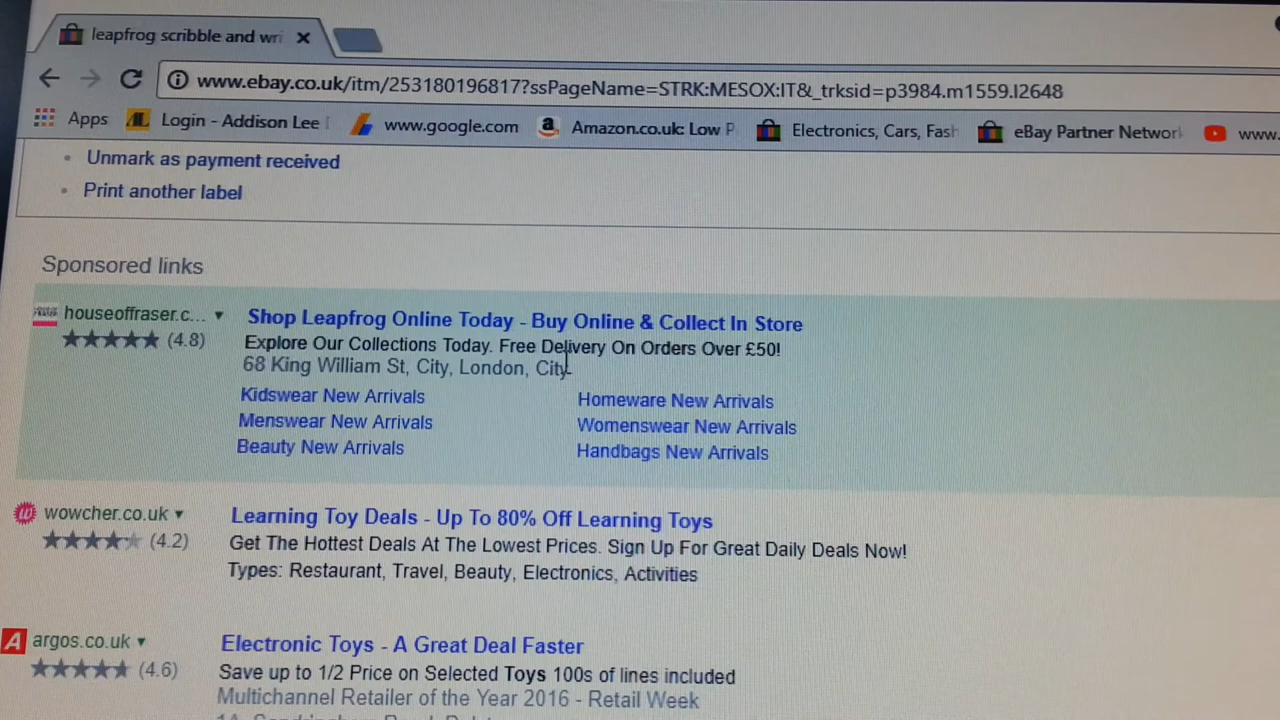 leapfrog scribble and wri
www.ebay.co.uk/itm/253180196817?ssPageName=STRK:MESOX:IT&_trksid=p3984.m1559.l2648
Apps Login - Addison Lee www.google.com Amazon.co.uk: Low P Electronics, Cars, Fash eBay Partner Network www.
Unmark as payment received
Print another label
Sponsored links
houseoffraser.c... Shop Leapfrog Online Today - Buy Online & Collect In Store
(4.8) Explore Our Collections Today. Free Delivery On Orders Over £50!
68 King William St, City, London, City
Kidswear New Arrivals Homeware New Arrivals
Menswear New Arrivals Womenswear New Arrivals
Beauty New Arrivals Handbags New Arrivals
wowcher.co.uk Learning Toy Deals - Up To 80% Off Learning Toys
(4.2) Get The Hottest Deals At The Lowest Prices. Sign Up For Great Daily Deals Now!
Types: Restaurant, Travel, Beauty, Electronics, Activities
A argos.co.uk Electronic Toys - A Great Deal Faster
(4.6) Save up to 1/2 Price on Selected Toys 100s of lines included
Multichannel Retailer of the Year 2016 - Retail Week